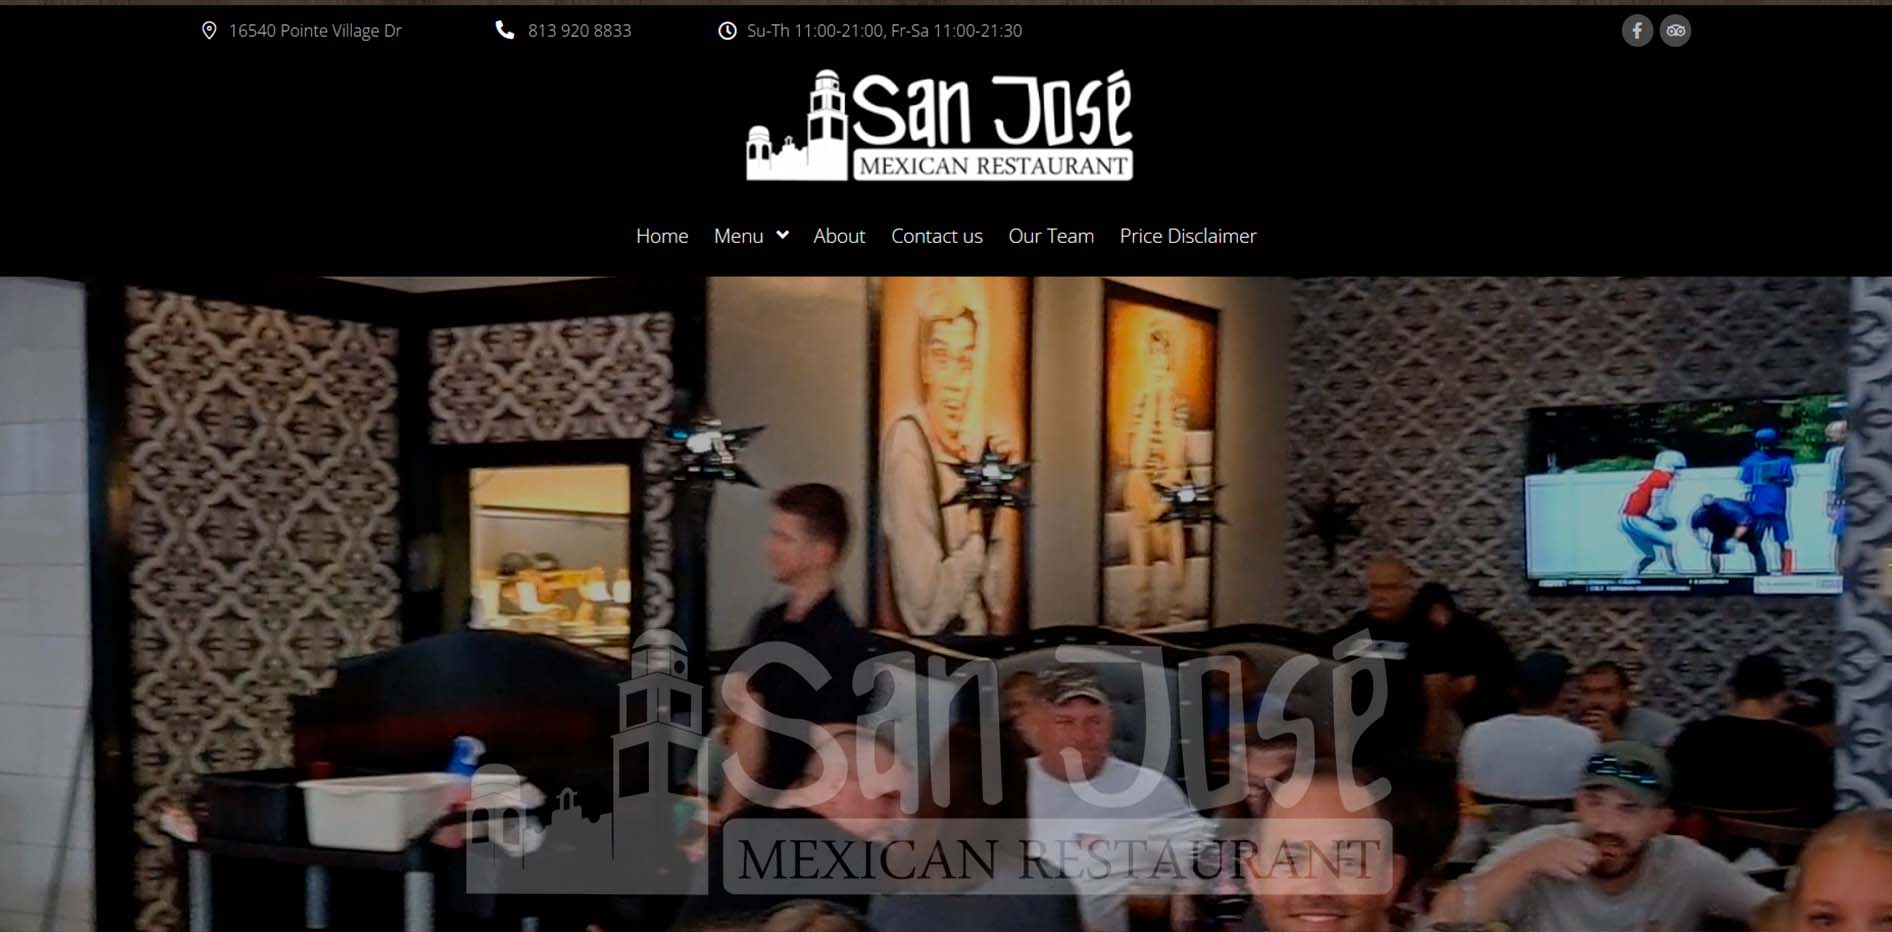 16540 Pointe Village Dr
813 920 8833
Su-Th 11:00-21:00, Fr-Sa 11:00-21:30
San José
MEXICAN RESTAURANT
Home Menu About Contact us Our Team Price Disclaimer
San José
MEXICAN RESTAURANT